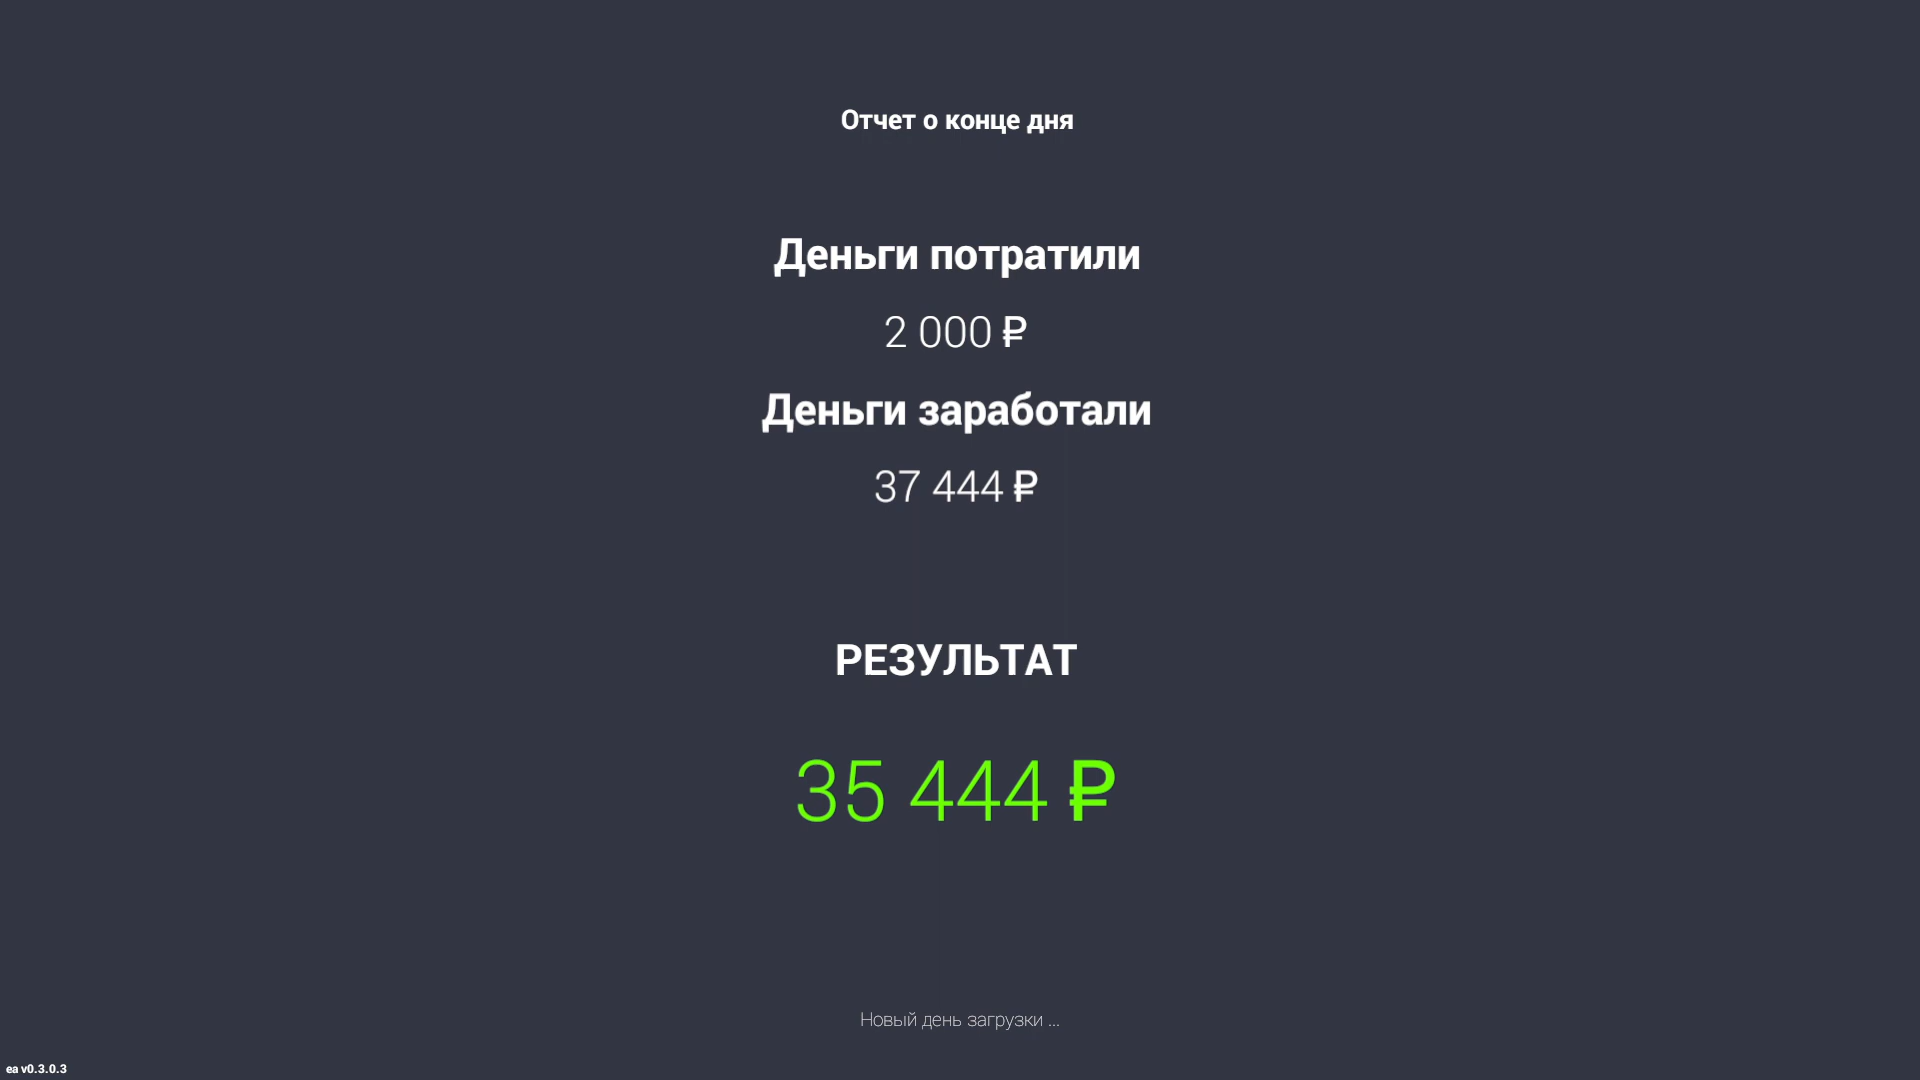 Отчет о конце дня
Деньги потратили
2 000 ₽
Деньги заработали
37 444 ₽
РЕЗУЛЬТАТ
35 444 ₽
Новый день загрузки ...
ea v0.3.0.3